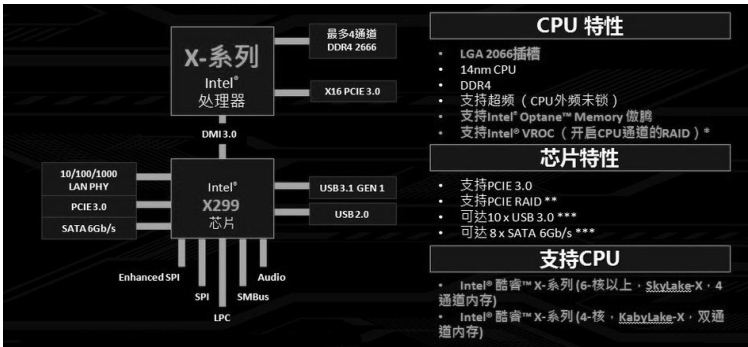 X-系列
Intel®
处理器
最多4通道
DDR4 2666
X16 PCIE 3.0
DMI 3.0
10/100/1000
LAN PHY
PCIE 3.0
SATA 6Gb/s
Intel®
X299
芯片
USB 3.1 GEN 1
USB 2.0
Enhanced SPI
SPI
LPC
SMBus
Audio
CPU 特性
• LGA 2066插槽
• 14nm CPU
• DDR4
• 支持超频（CPU外频未锁）
• 支持Intel® Optane™ Memory 傲腾
• 支持Intel® VROC（开启CPU通道的RAID）*
芯片特性
• 支持PCIE 3.0
• 支持PCIE RAID **
• 可达10 x USB 3.0 ***
• 可达 8 x SATA 6Gb/s ***
支持CPU
• Intel® 酷睿™ X-系列 (6-核以上，SkyLake-X，4
通道内存)
• Intel® 酷睿™ X-系列 (4-核，KabyLake-X，双通
道内存)